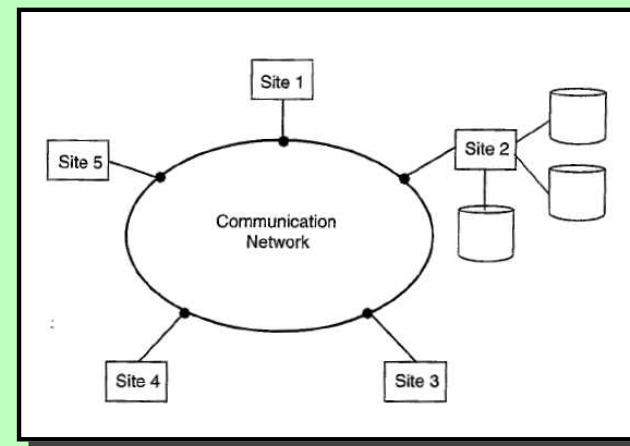 Site 1
Site 5
Site 2
Communication
Network
Site 4
Site 3